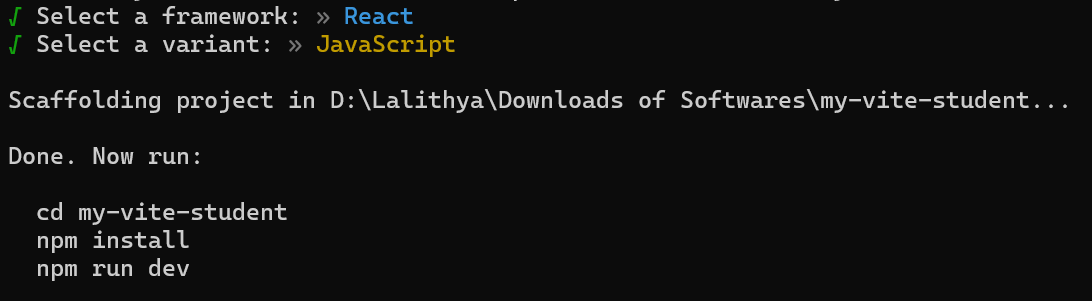 √ Select a framework: » React
√ Select a variant: » JavaScript
Scaffolding project in D:\Lalithya\Downloads of Softwares\my-vite-student...
Done. Now run:
cd my-vite-student
npm install
npm run dev